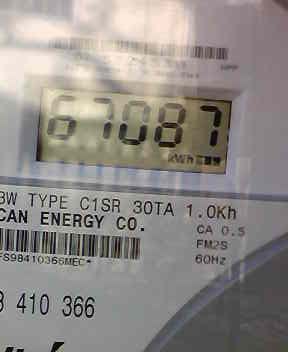 67087
kWh
3W TYPE C1SR 30TA 1.0Kh
CAN ENERGY CO.
CA 0.5
FM2S
FS98410366MEC*
60Hz
410 366